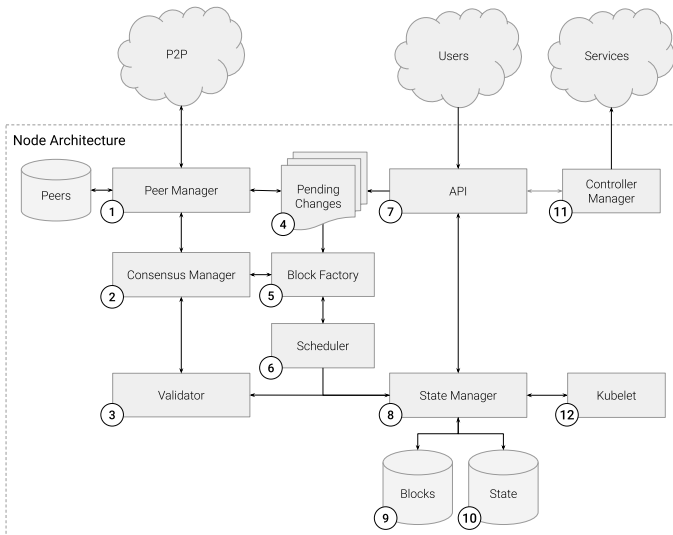 P2P
Users
Services
Node Architecture
Peers
Peer Manager
1
Pending
Changes
4
API
7
Controller
Manager
11
Consensus Manager
2
Block Factory
5
Scheduler
6
Validator
3
State Manager
8
Kubelet
12
Blocks
9
State
10